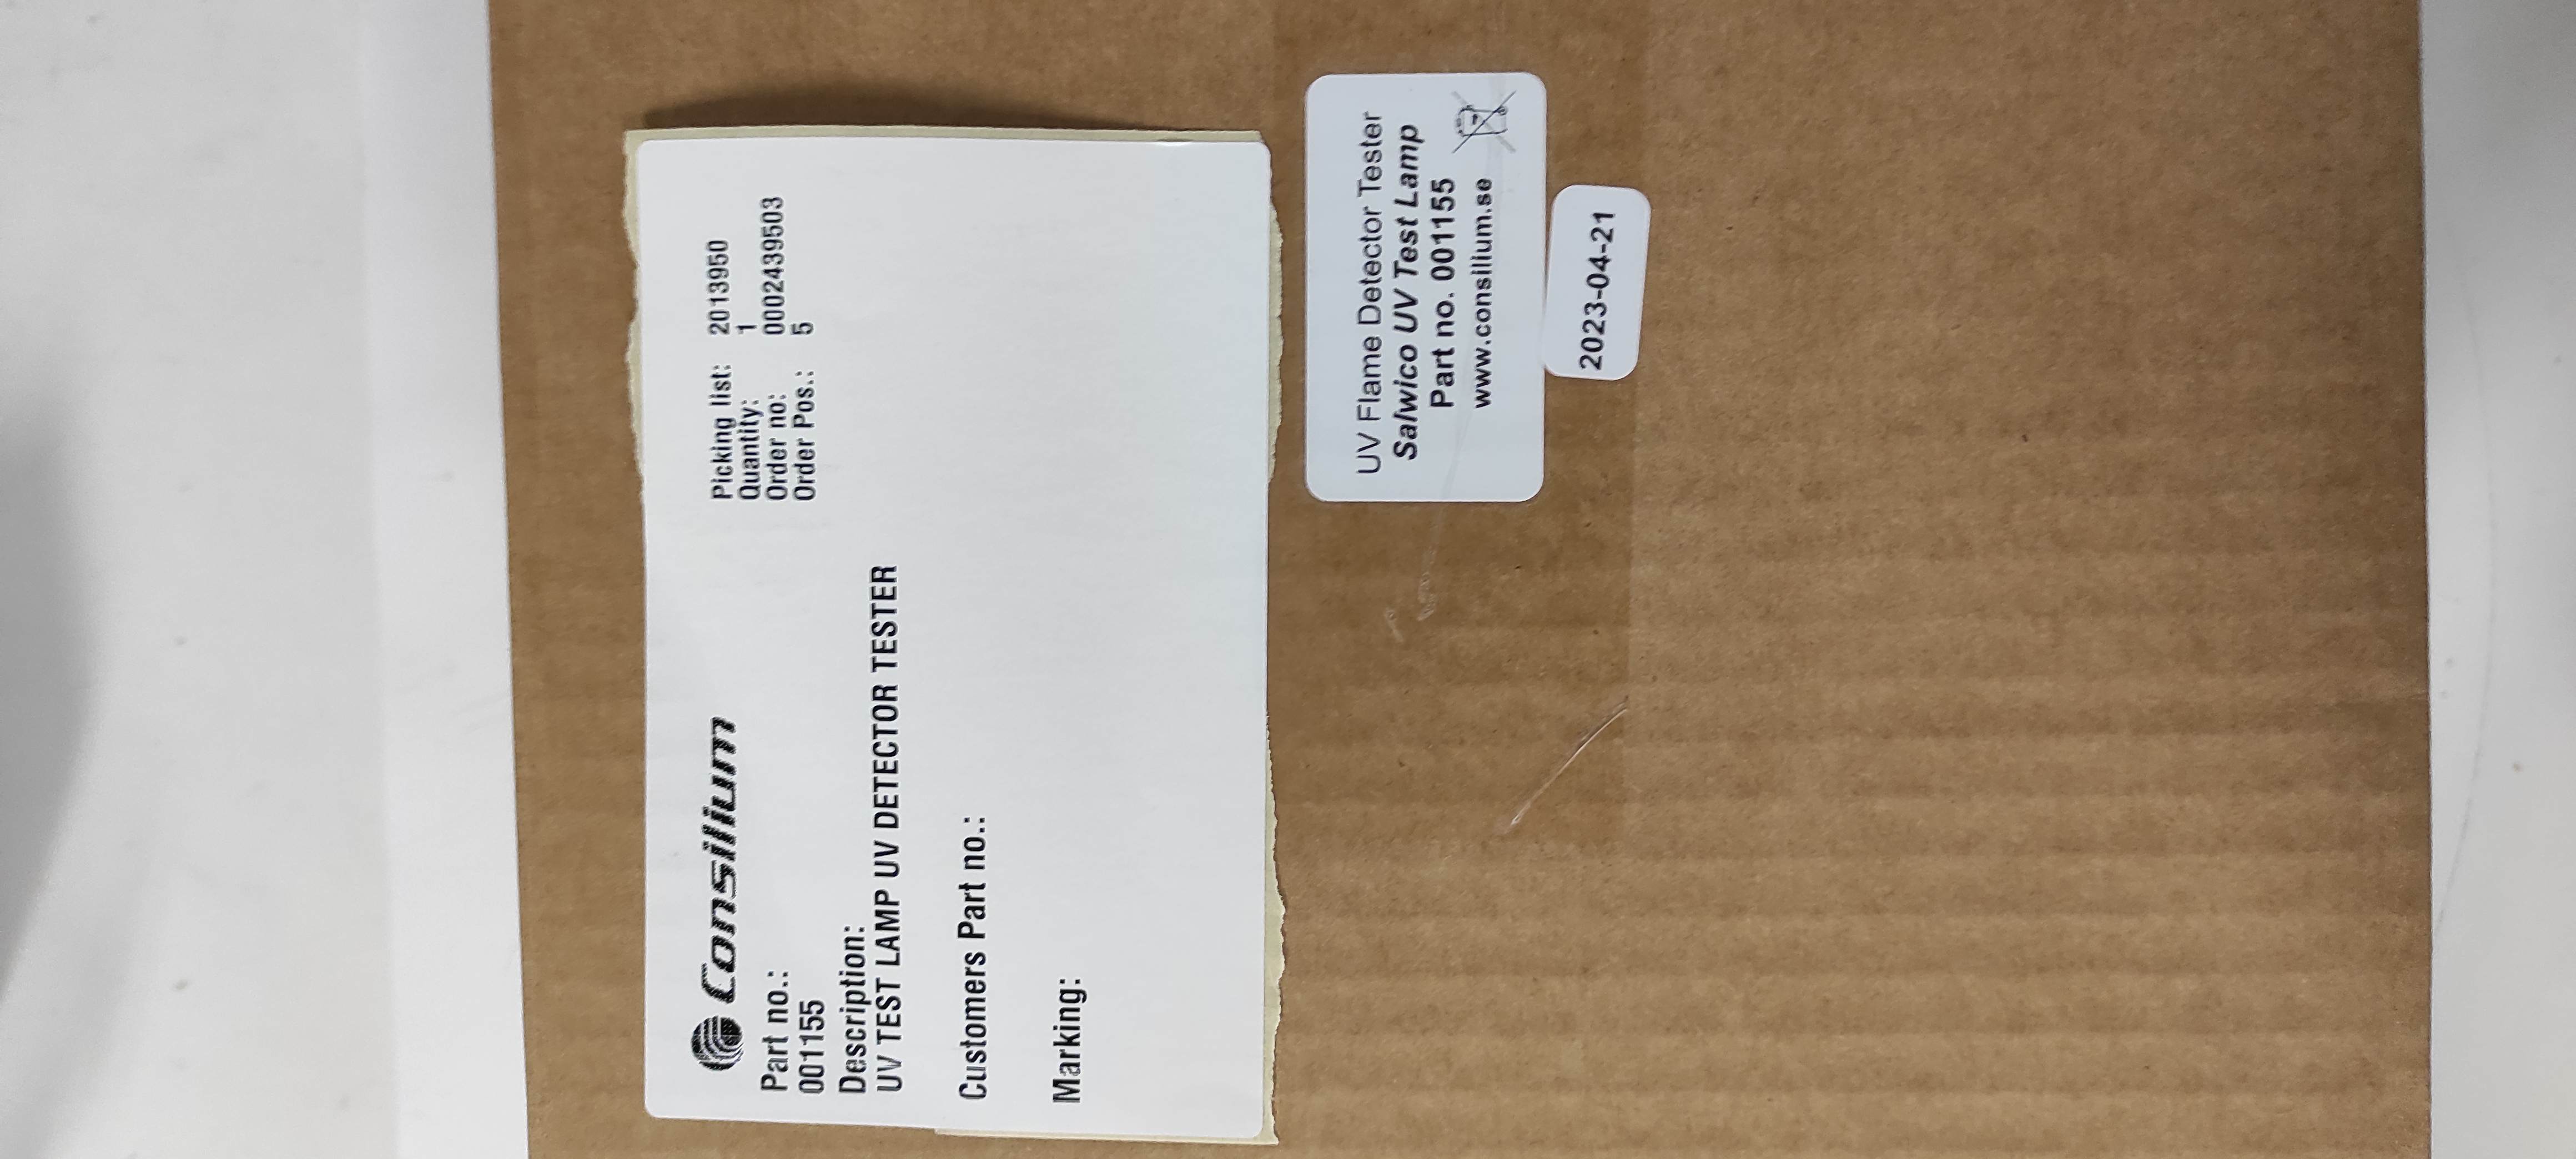 Consilium
Part no.:
001155
Description:
UV TEST LAMP UV DETECTOR TESTER
Customers Part no.:
Marking:
Picking list: 2013950
Quantity: 1
Order no: 0002439503
Order Pos.: 5
UV Flame Detector Tester
Salwico UV Test Lamp
Part no. 001155
www.consilium.se
2023-04-21